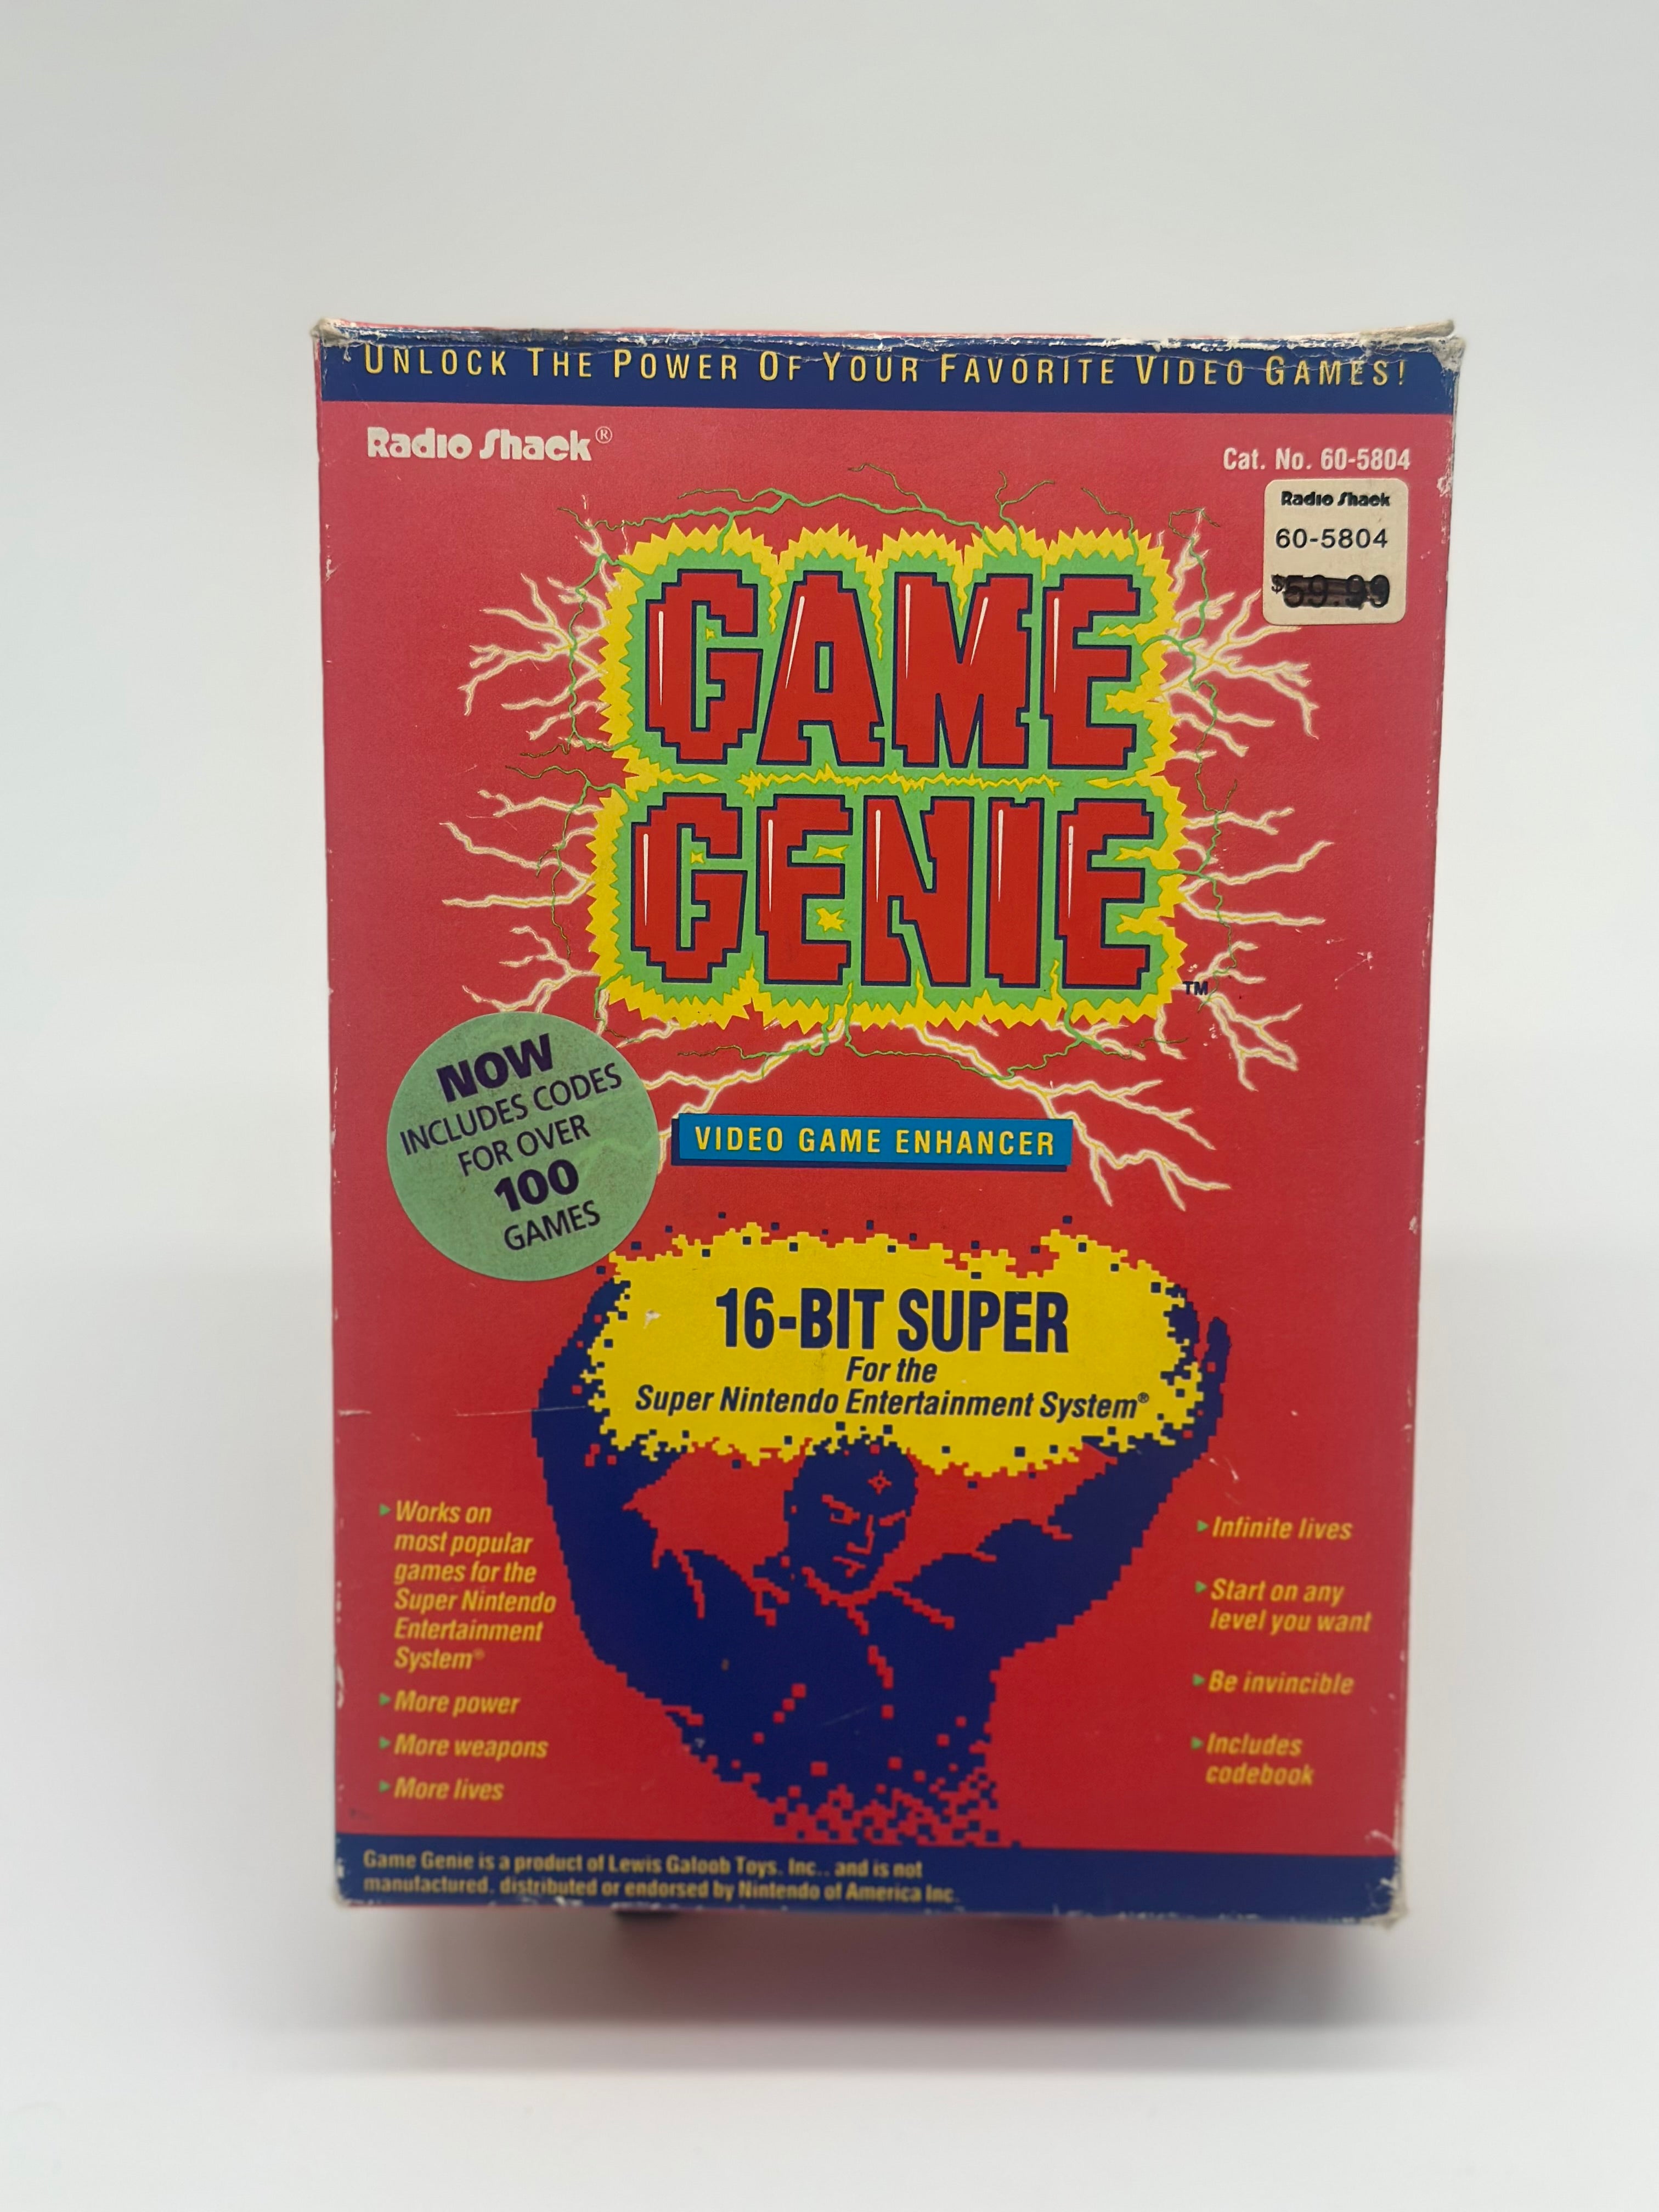 UNLOCK THE POWER OF YOUR FAVORITE VIDEO GAMES!
Radio Shack®
Cat. No. 60-5804
Radio Shack
60-5804
$59.99
GAME
GENIE
TM
NOW
INCLUDES CODES
FOR OVER
100
GAMES
VIDEO GAME ENHANCER
16-BIT SUPER
For the
Super Nintendo Entertainment System®
▸Works on
most popular
games for the
Super Nintendo
Entertainment
System®
▸More power
▸More weapons
▸More lives
▸Infinite lives
▸Start on any
level you want
▸Be invincible
▸Includes
codebook
Game Genie is a product of Lewis Galoob Toys, Inc., and is not
manufactured, distributed or endorsed by Nintendo of America Inc.